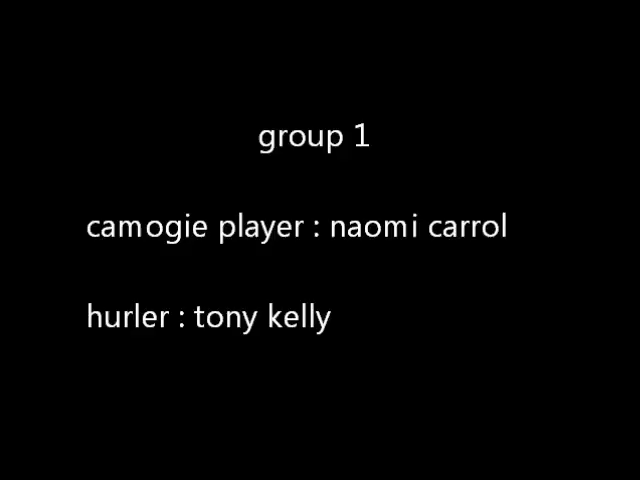 group 1
camogie player : naomi carrol
hurler : tony kelly